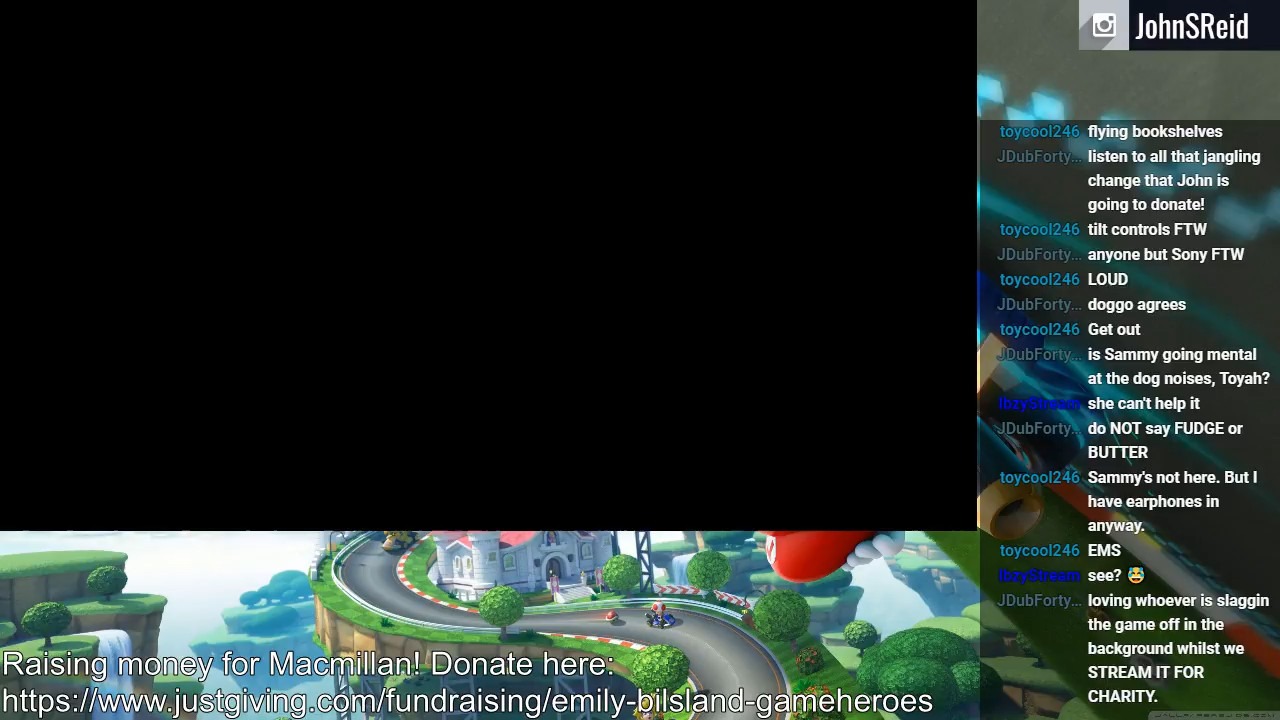 JohnSReid
toycool246 flying bookshelves
JDubForty... listen to all that jangling
change that John is
going to donate!
toycool246 tilt controls FTW
JDubForty... anyone but Sony FTW
toycool246 LOUD
JDubForty... doggo agrees
toycool246 Get out
JDubForty... is Sammy going mental
at the dog noises, Toyah?
IbzyStream she can't help it
JDubForty... do NOT say FUDGE or
BUTTER
toycool246 Sammy's not here. But I
have earphones in
anyway.
toycool246 EMS
IbzyStream see? 😂
JDubForty... loving whoever is slaggin
the game off in the
background whilst we
STREAM IT FOR
CHARITY.
Raising money for Macmillan! Donate here:
https://www.justgiving.com/fundraising/emily-bilsland-gameheroes